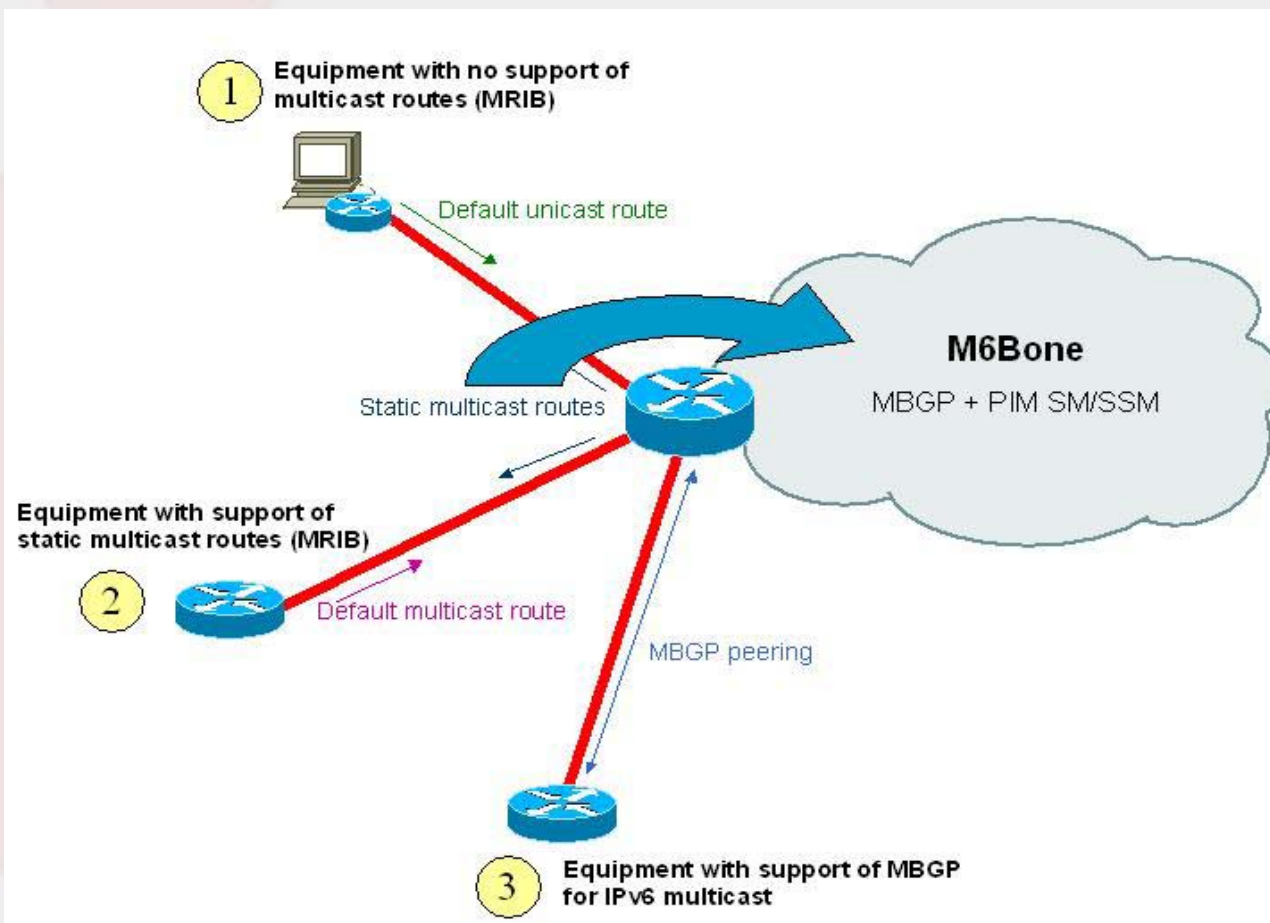 1
Equipment with no support of
multicast routes (MRIB)
Default unicast route
M6Bone
MBGP + PIM SM/SSM
Static multicast routes
Equipment with support of
static multicast routes (MRIB)
2
Default multicast route
MBGP peering
3
Equipment with support of MBGP
for IPv6 multicast